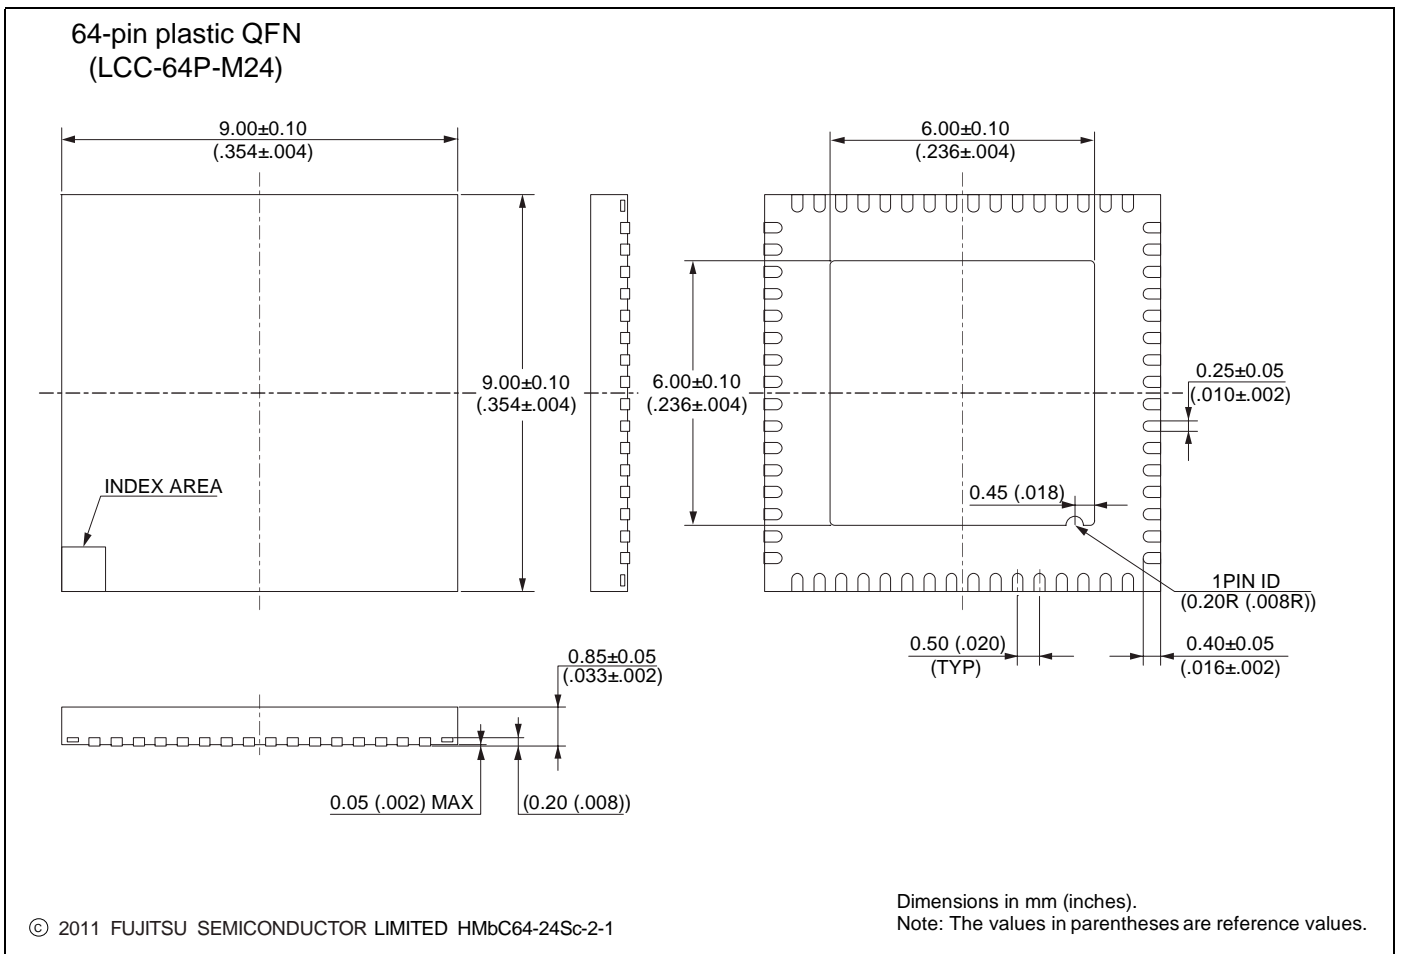 64-pin plastic QFN
(LCC-64P-M24)
9.00±0.10
(.354±.004)
6.00±0.10
(.236±.004)
9.00±0.10
(.354±.004)
6.00±0.10
(.236±.004)
0.25±0.05
(.010±.002)
INDEX AREA
0.45 (.018)
1PIN ID
(0.20R (.008R))
0.50 (.020)
(TYP)
0.40±0.05
(.016±.002)
0.85±0.05
(.033±.002)
0.05 (.002) MAX
(0.20 (.008))
Dimensions in mm (inches).
Note: The values in parentheses are reference values.
© 2011 FUJITSU SEMICONDUCTOR LIMITED HMbC64-24Sc-2-1